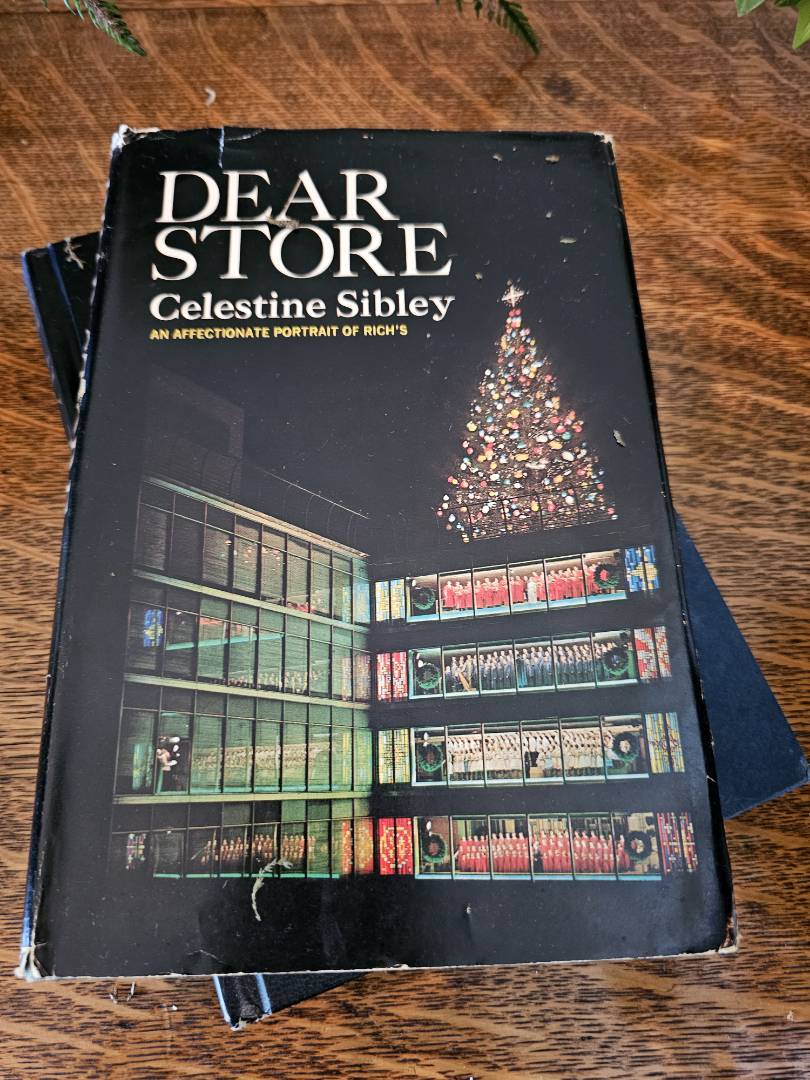 DEAR
STORE
Celestine Sibley
AN AFFECTIONATE PORTRAIT OF RICH'S